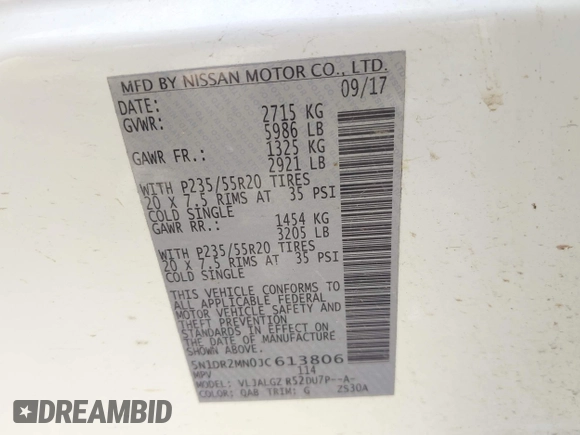 MFD BY NISSAN MOTOR CO., LTD.
DATE: 09/17
GVWR: 2715 KG
5986 LB
GAWR FR.: 1325 KG
2921 LB
WITH P235/55R20 TIRES
20 X 7.5 RIMS AT 35 PSI
COLD SINGLE
GAWR RR.: 1454 KG
3205 LB
WITH P235/55R20 TIRES
20 X 7.5 RIMS AT 35 PSI
COLD SINGLE
THIS VEHICLE CONFORMS TO
ALL APPLICABLE FEDERAL
MOTOR VEHICLE SAFETY AND
THEFT PREVENTION
STANDARDS IN EFFECT ON
THE DATE OF MANUFACTURE
SHOWN ABOVE.
5N1DR2MN0JC613806
MPV 114
MODEL: VLJALGZ R52DU7P--A-
COLOR: QAB TRIM: G Z530A
DREAMBID
DREAMBID